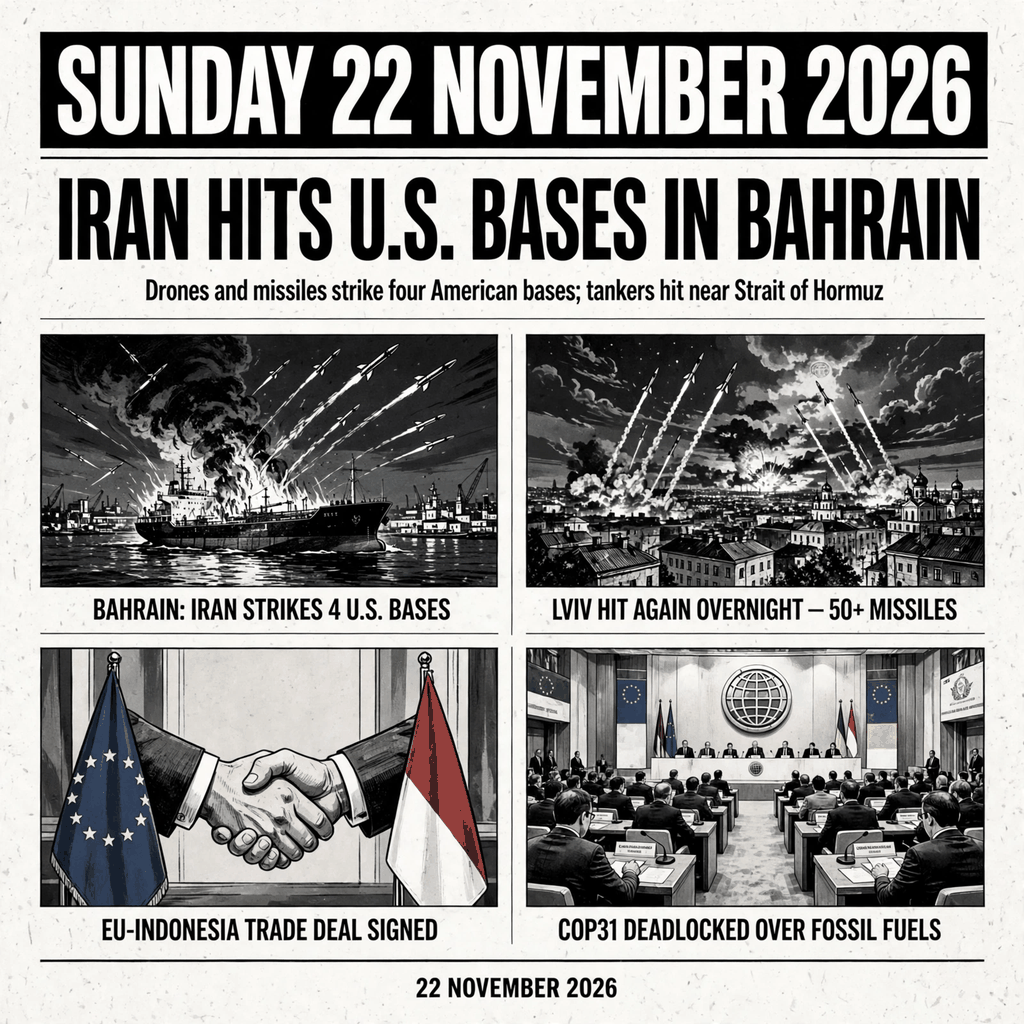 SUNDAY 22 NOVEMBER 2026
IRAN HITS U.S. BASES IN BAHRAIN
Drones and missiles strike four American bases; tankers hit near Strait of Hormuz
BAHRAIN: IRAN STRIKES 4 U.S. BASES
LVIV HIT AGAIN OVERNIGHT – 50+ MISSILES
EU-INDONESIA TRADE DEAL SIGNED
COP31 DEADLOCKED OVER FOSSIL FUELS
22 NOVEMBER 2026